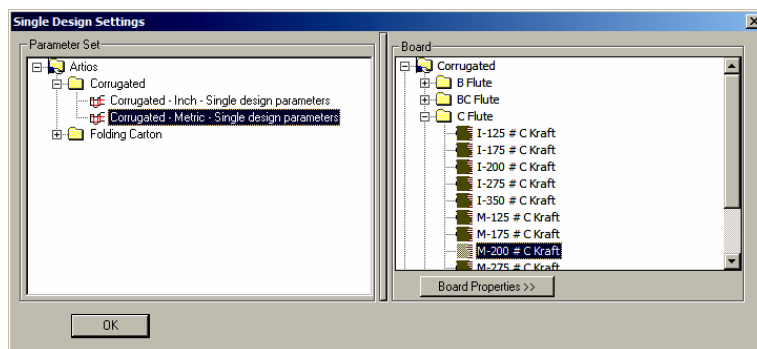 Single Design Settings
Parameter Set
Artios
Corrugated
Corrugated - Inch - Single design parameters
Corrugated - Metric - Single design parameters
Folding Carton
Board
Corrugated
B Flute
BC Flute
C Flute
I-125 # C Kraft
I-175 # C Kraft
I-200 # C Kraft
I-275 # C Kraft
I-350 # C Kraft
M-125 # C Kraft
M-175 # C Kraft
M-200 # C Kraft
M-275 # C Kraft
Board Properties >>
OK